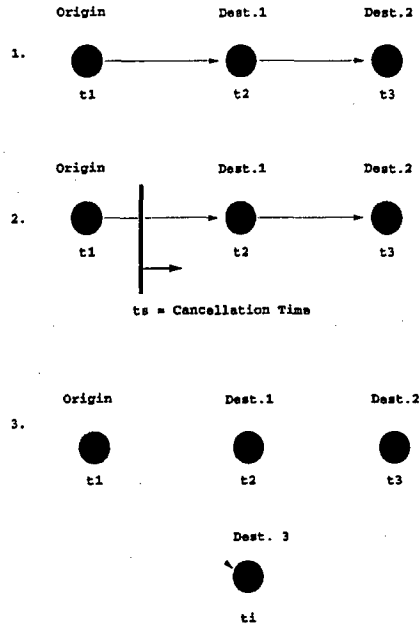 Origin Dest.1 Dest.2
1.
t1 t2 t3
Origin Dest.1 Dest.2
2.
t1 t2 t3
ts = Cancellation Time
Origin Dest.1 Dest.2
3.
t1 t2 t3
Dest. 3
ti